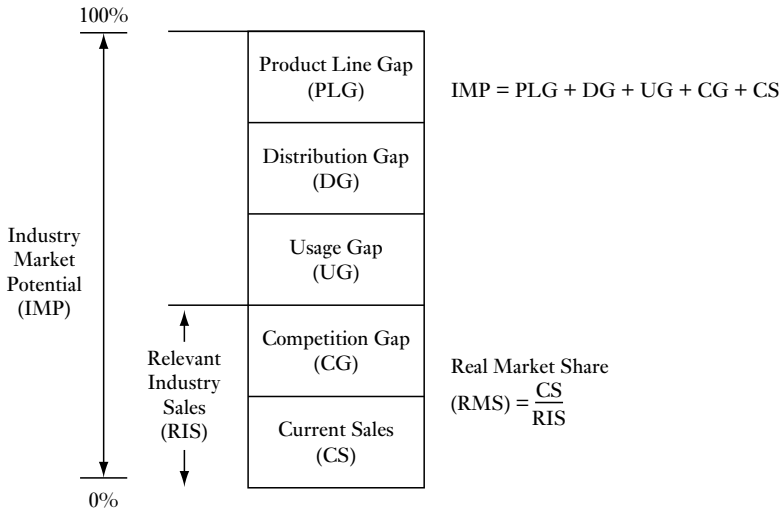 100%
Product Line Gap
(PLG)
IMP = PLG + DG + UG + CG + CS
Distribution Gap
(DG)
Industry
Market
Potential
(IMP)
Usage Gap
(UG)
Relevant
Industry
Sales
(RIS)
Competition Gap
(CG)
Current Sales
(CS)
Real Market Share
(RMS) = CS
RIS
0%